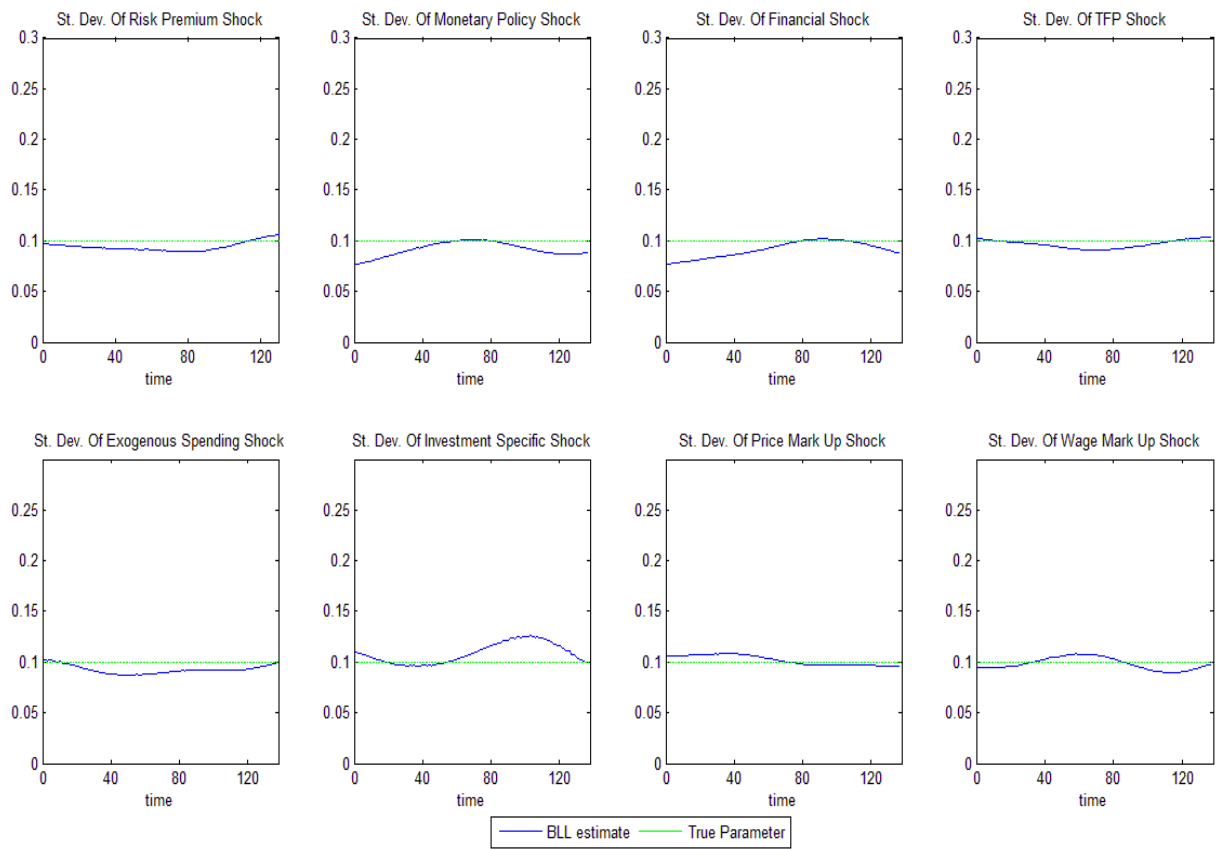 St. Dev. Of Risk Premium Shock
St. Dev. Of Monetary Policy Shock
St. Dev. Of Financial Shock
St. Dev. Of TFP Shock
0.3 0.3 0.3 0.3
0.25 0.25 0.25 0.25
0.2 0.2 0.2 0.2
0.15 0.15 0.15 0.15
0.1 0.1 0.1 0.1
0.05 0.05 0.05 0.05
0 0 0 0
0 40 80 120 0 40 80 120 0 40 80 120 0 40 80 120
time time time time
St. Dev. Of Exogenous Spending Shock
St. Dev. Of Investment Specific Shock
St. Dev. Of Price Mark Up Shock
St. Dev. Of Wage Mark Up Shock
0.25 0.25 0.25 0.25
0.2 0.2 0.2 0.2
0.15 0.15 0.15 0.15
0.1 0.1 0.1 0.1
0.05 0.05 0.05 0.05
0 0 0 0
0 40 80 120 0 40 80 120 0 40 80 120 0 40 80 120
time time time time
BLL estimate True Parameter